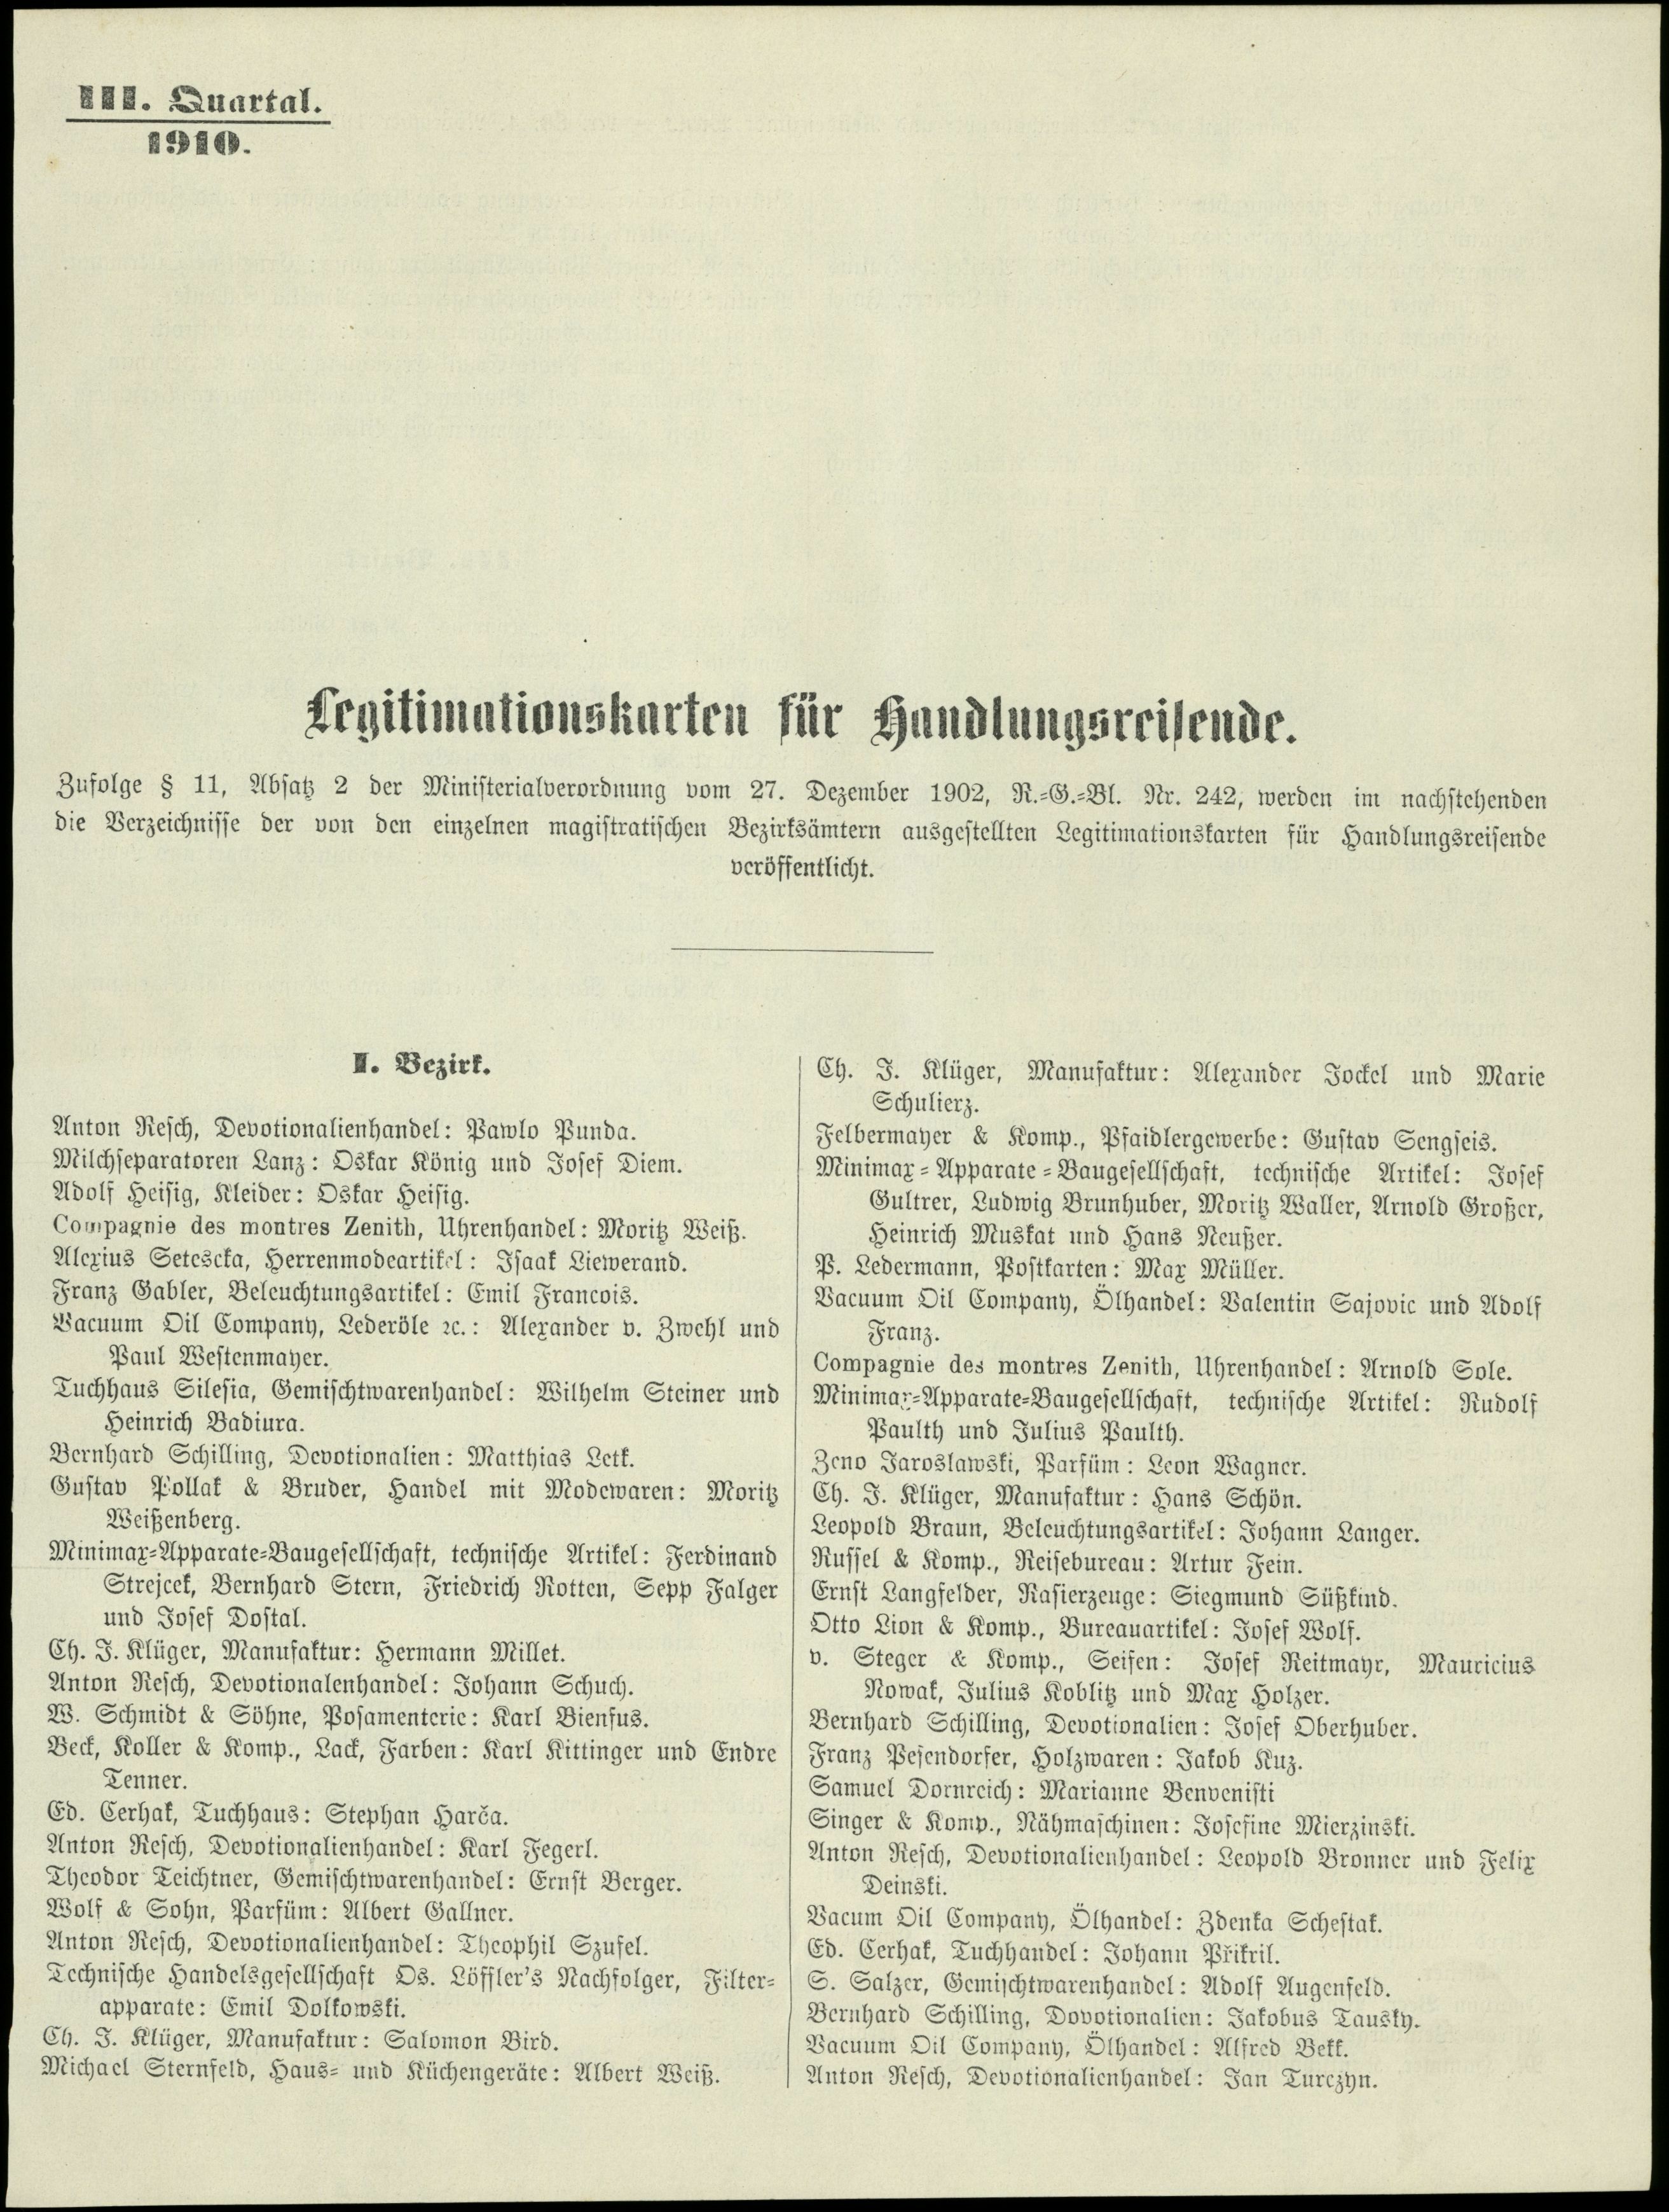 III. Quartal.
1910.
Legitimationskarten für Handlungsreisende.
Zufolge § 11, Absatz 2 der Ministerialverordnung vom 27. Dezember 1902, R.-G.-Bl. Nr. 242, werden im nachstehenden
die Verzeichnisse der von den einzelnen magistratischen Bezirksämtern ausgestellten Legitimationskarten für Handlungsreisende
veröffentlicht.
I. Bezirk.
Anton Resch, Devotionalienhandel: Pawlo Punda.
Milchseparatoren Lanz: Oskar König und Josef Diem.
Adolf Heisig, Kleider: Oskar Heisig.
Compagnie des montres Zenith, Uhrenhandel: Moritz Weiß.
Alexius Setescka, Herrenmodeartikel: Isaak Liewerand.
Franz Gabler, Beleuchtungsartikel: Emil Francois.
Vacuum Oil Company, Lederöle ꝛc.: Alexander v. Zwehl und
Paul Westenmayer.
Tuchhaus Silesia, Gemischtwarenhandel: Wilhelm Steiner und
Heinrich Badiura.
Bernhard Schilling, Devotionalien: Matthias Letk.
Gustav Pollak & Bruder, Handel mit Modewaren: Moritz
Weißenberg.
Minimax-Apparate-Baugesellschaft, technische Artikel: Ferdinand
Strejcek, Bernhard Stern, Friedrich Rotten, Sepp Falger
und Josef Dostal.
Ch. J. Klüger, Manufaktur: Hermann Millet.
Anton Resch, Devotionalenhandel: Johann Schuch.
W. Schmidt & Söhne, Posamenterie: Karl Bienfus.
Beck, Koller & Komp., Lack, Farben: Karl Kittinger und Endre
Tenner.
Ed. Cerhak, Tuchhaus: Stephan Harča.
Anton Resch, Devotionalienhandel: Karl Fegerl.
Theodor Teichtner, Gemischtwarenhandel: Ernst Berger.
Wolf & Sohn, Parfüm: Albert Gallner.
Anton Resch, Devotionalienhandel: Theophil Szufel.
Technische Handelsgesellschaft Os. Löffler's Nachfolger, Filter-
apparate: Emil Dolkowski.
Ch. J. Klüger, Manufaktur: Salomon Bird.
Michael Sternfeld, Haus- und Küchengeräte: Albert Weiß.
Ch. J. Klüger, Manufaktur: Alexander Jockel und Marie
Schulierz.
Felbermayer & Komp., Pfaidlergewerbe: Gustav Sengseis.
Minimax-Apparate-Baugesellschaft, technische Artikel: Josef
Gultrer, Ludwig Brunhuber, Moritz Waller, Arnold Großer,
Heinrich Muskat und Hans Neußer.
P. Ledermann, Postkarten: Max Müller.
Vacuum Oil Company, Ölhandel: Valentin Sajovic und Adolf
Franz.
Compagnie des montres Zenith, Uhrenhandel: Arnold Sole.
Minimax-Apparate-Baugesellschaft, technische Artikel: Rudolf
Paulth und Julius Paulth.
Zeno Jaroslawski, Parfüm: Leon Wagner.
Ch. J. Klüger, Manufaktur: Hans Schön.
Leopold Braun, Beleuchtungsartikel: Johann Langer.
Russel & Komp., Reisebureau: Artur Fein.
Ernst Langfelder, Rasierzeuge: Siegmund Süßkind.
Otto Lion & Komp., Bureauartikel: Josef Wolf.
v. Steger & Komp., Seifen: Josef Reitmayr, Mauricius
Nowak, Julius Koblitz und Max Holzer.
Bernhard Schilling, Devotionalien: Josef Oberhuber.
Franz Pesendorfer, Holzwaren: Jakob Kuz.
Samuel Dornreich: Marianne Benvenisti
Singer & Komp., Nähmaschinen: Josefine Mierzinski.
Anton Resch, Devotionalienhandel: Leopold Bronner und Felix
Deinski.
Vacum Oil Company, Ölhandel: Zdenka Schestak.
Ed. Cerhak, Tuchhandel: Johann Přikril.
S. Salzer, Gemischtwarenhandel: Adolf Augenfeld.
Bernhard Schilling, Dovotionalien: Jakobus Tausky.
Vacuum Oil Company, Ölhandel: Alfred Bekk.
Anton Resch, Devotionalienhandel: Jan Turczyn.